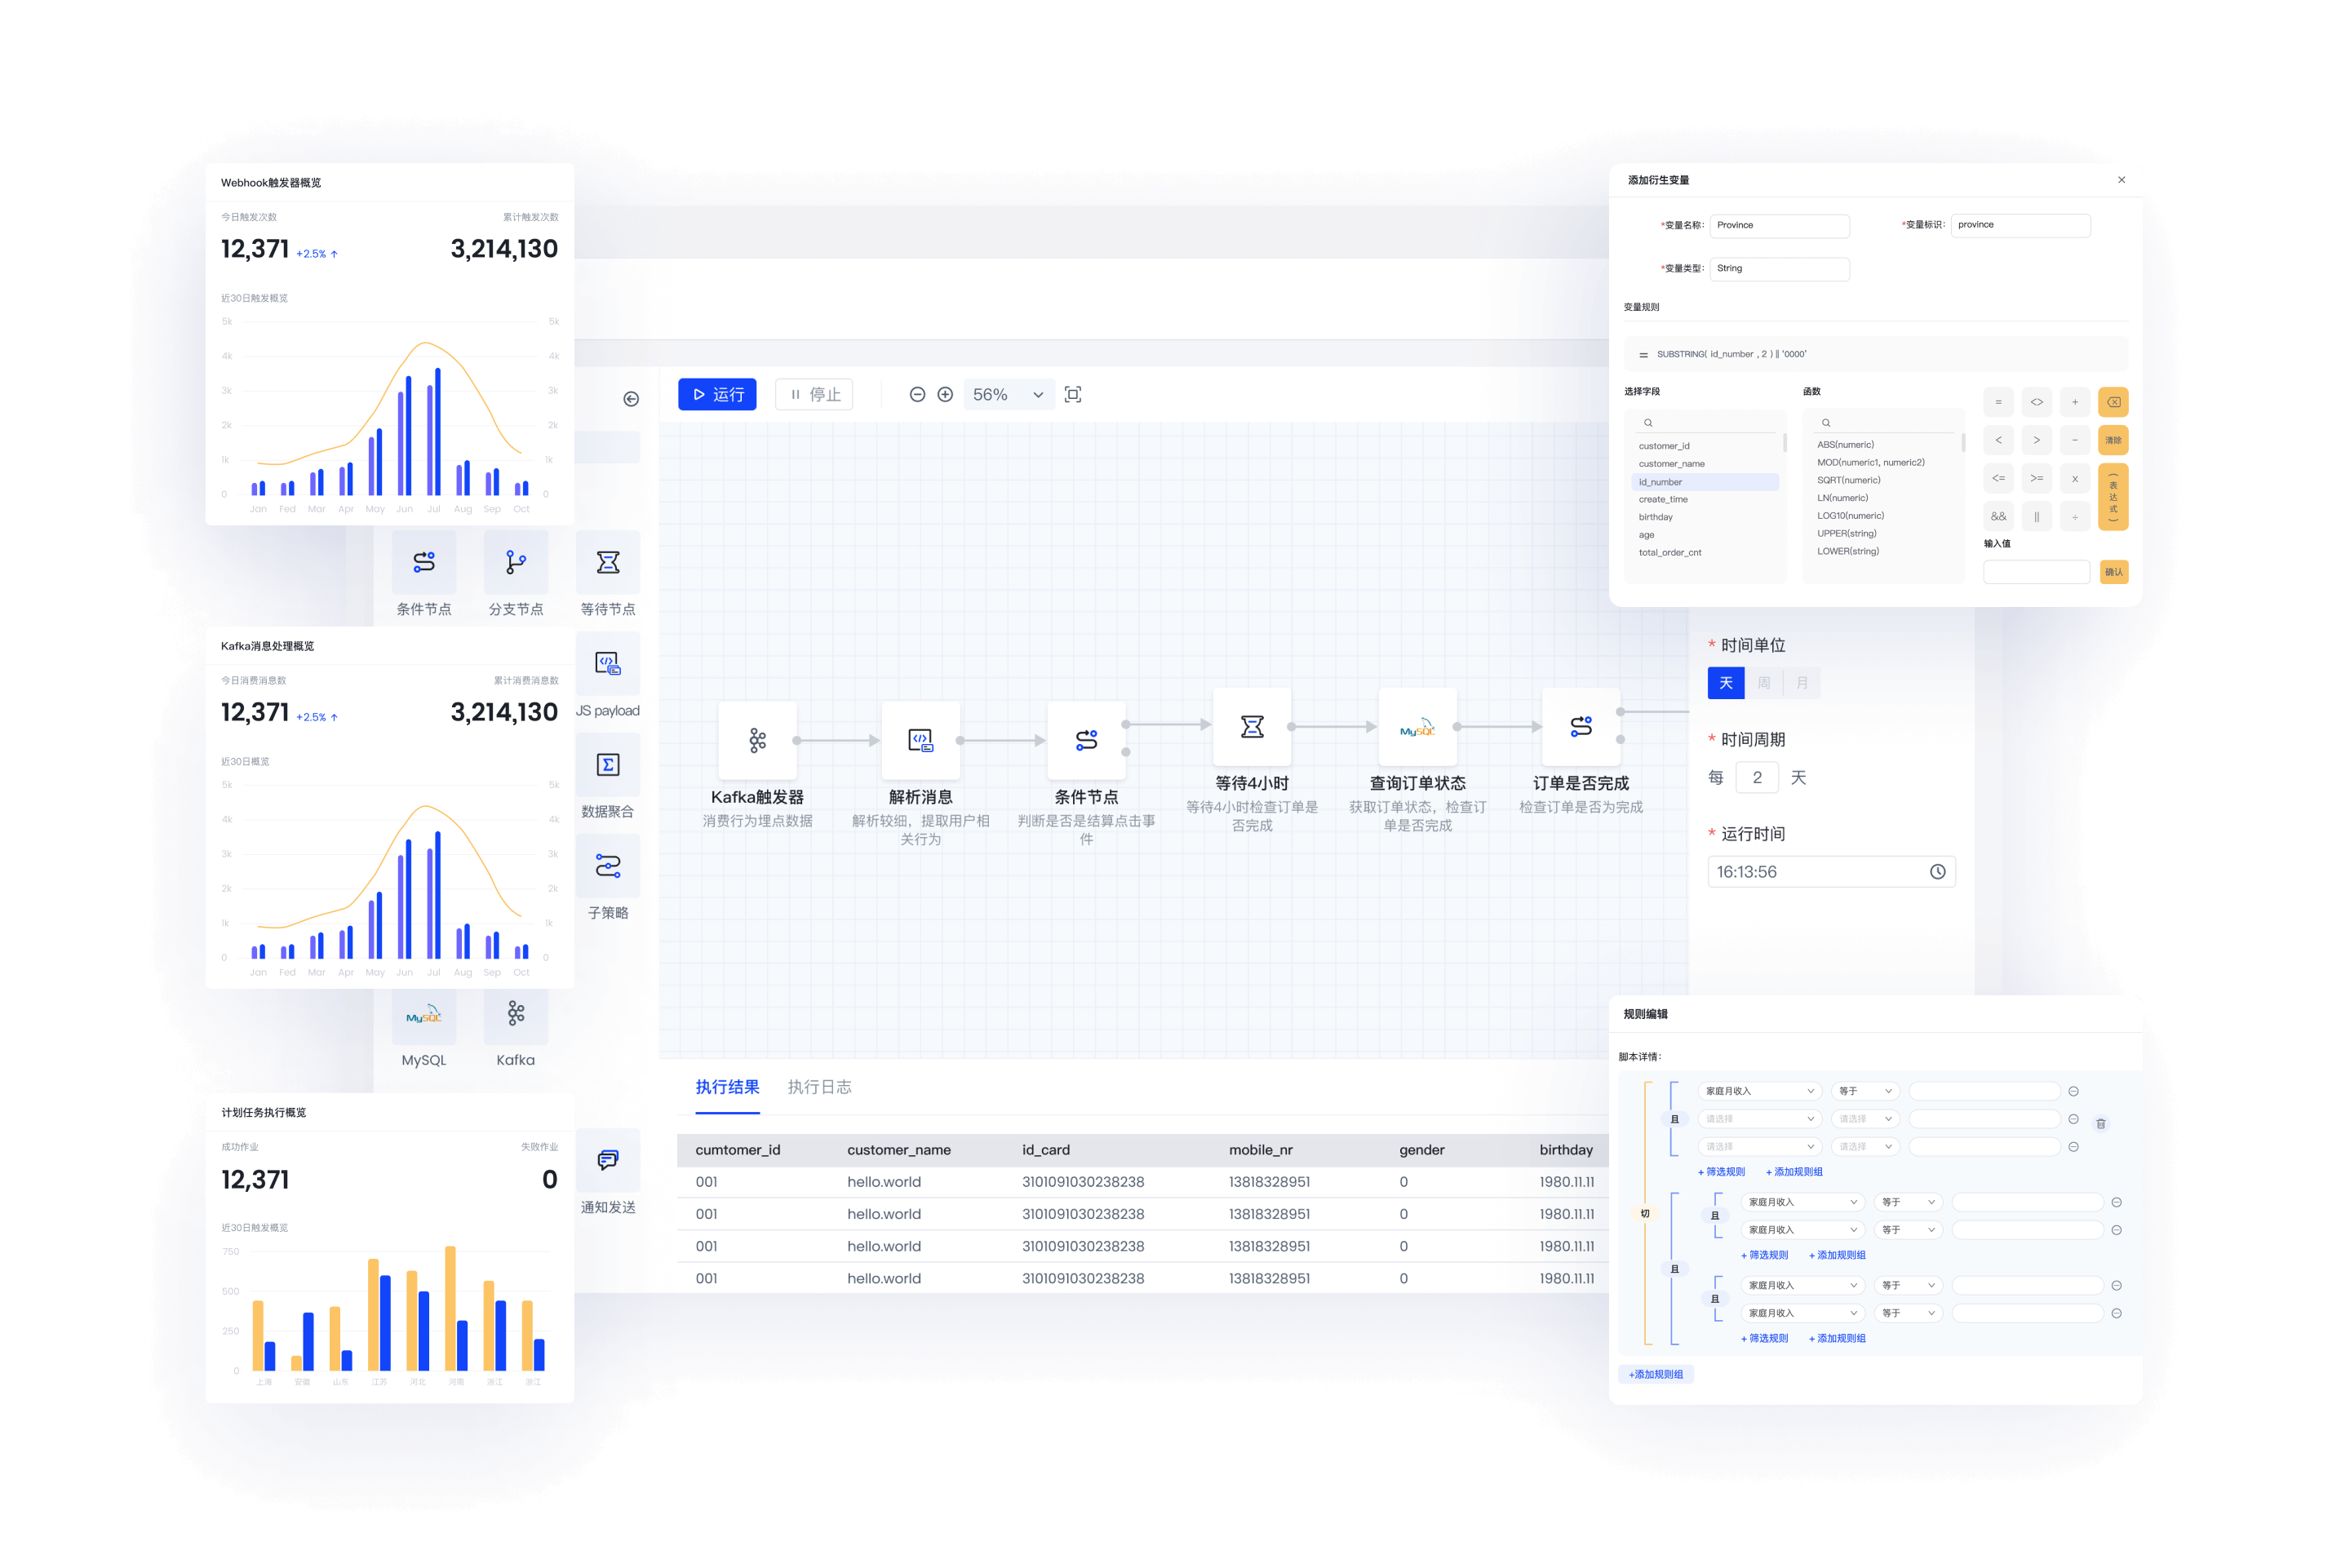 Webhook触发器概览
今日触发次数 累计触发次数
12,371 +2.5% ↑ 3,214,130
近30日触发概览
5k 5k
4k 4k
3k 3k
2k 2k
1k 1k
0 0
Jan Fed Mar Apr May Jun Jul Aug Sep Oct
条件节点 分支节点 等待节点
Kafka消息处理概览
今日消费消息数 累计消费消息数
12,371 +2.5% ↑ 3,214,130
近30日概览
5k 5k
4k 4k
3k 3k
2k 2k
1k 1k
0 0
Jan Fed Mar Apr May Jun Jul Aug Sep Oct
JS payload
Σ
数据聚合
子策略
MySQL
MySQL Kafka
计划任务执行概览
成功作业 失败作业
12,371 0
近30日触发概览
750
500
250
0
上海 安徽 山东 江苏 河北 河南 浙江 浙江
通知发送
运行 停止 56%
Kafka触发器
消费行为埋点数据
解析消息
解析较细，提取用户相
关行为
条件节点
判断是否是结算点击事
件
等待4小时
等待4小时检查订单是
否完成
MySQL
查询订单状态
获取订单状态，检查订
单是否完成
订单是否完成
检查订单是否为完成
执行结果 执行日志
cumtomer_id customer_name id_card mobile_nr gender birthday
001 hello.world 3101091030238238 13818328951 0 1980.11.11
001 hello.world 3101091030238238 13818328951 0 1980.11.11
001 hello.world 3101091030238238 13818328951 0 1980.11.11
001 hello.world 3101091030238238 13818328951 0 1980.11.11
添加衍生变量 ×
*变量名称： Province *变量标识： province
*变量类型： String
变量规则
= SUBSTRING( id_number , 2 ) || '0000'
选择字段
customer_id
customer_name
id_number
create_time
birthday
age
total_order_cnt
函数
ABS(numeric)
MOD(numeric1, numeric2)
SQRT(numeric)
LN(numeric)
LOG10(numeric)
UPPER(string)
LOWER(string)
= <> +
< > − 清除
<= >= x (表达式)
&& || ÷
输入值
确认
* 时间单位
天 周 月
* 时间周期
每 2 天
* 运行时间
16:13:56
规则编辑
脚本详情：
家庭月收入 等于
且 请选择 请选择
请选择 请选择
+ 筛选规则 + 添加规则组
家庭月收入 等于
切 且
家庭月收入 等于
+ 筛选规则 + 添加规则组
且
家庭月收入 等于
且
家庭月收入 等于
+ 筛选规则 + 添加规则组
+添加规则组